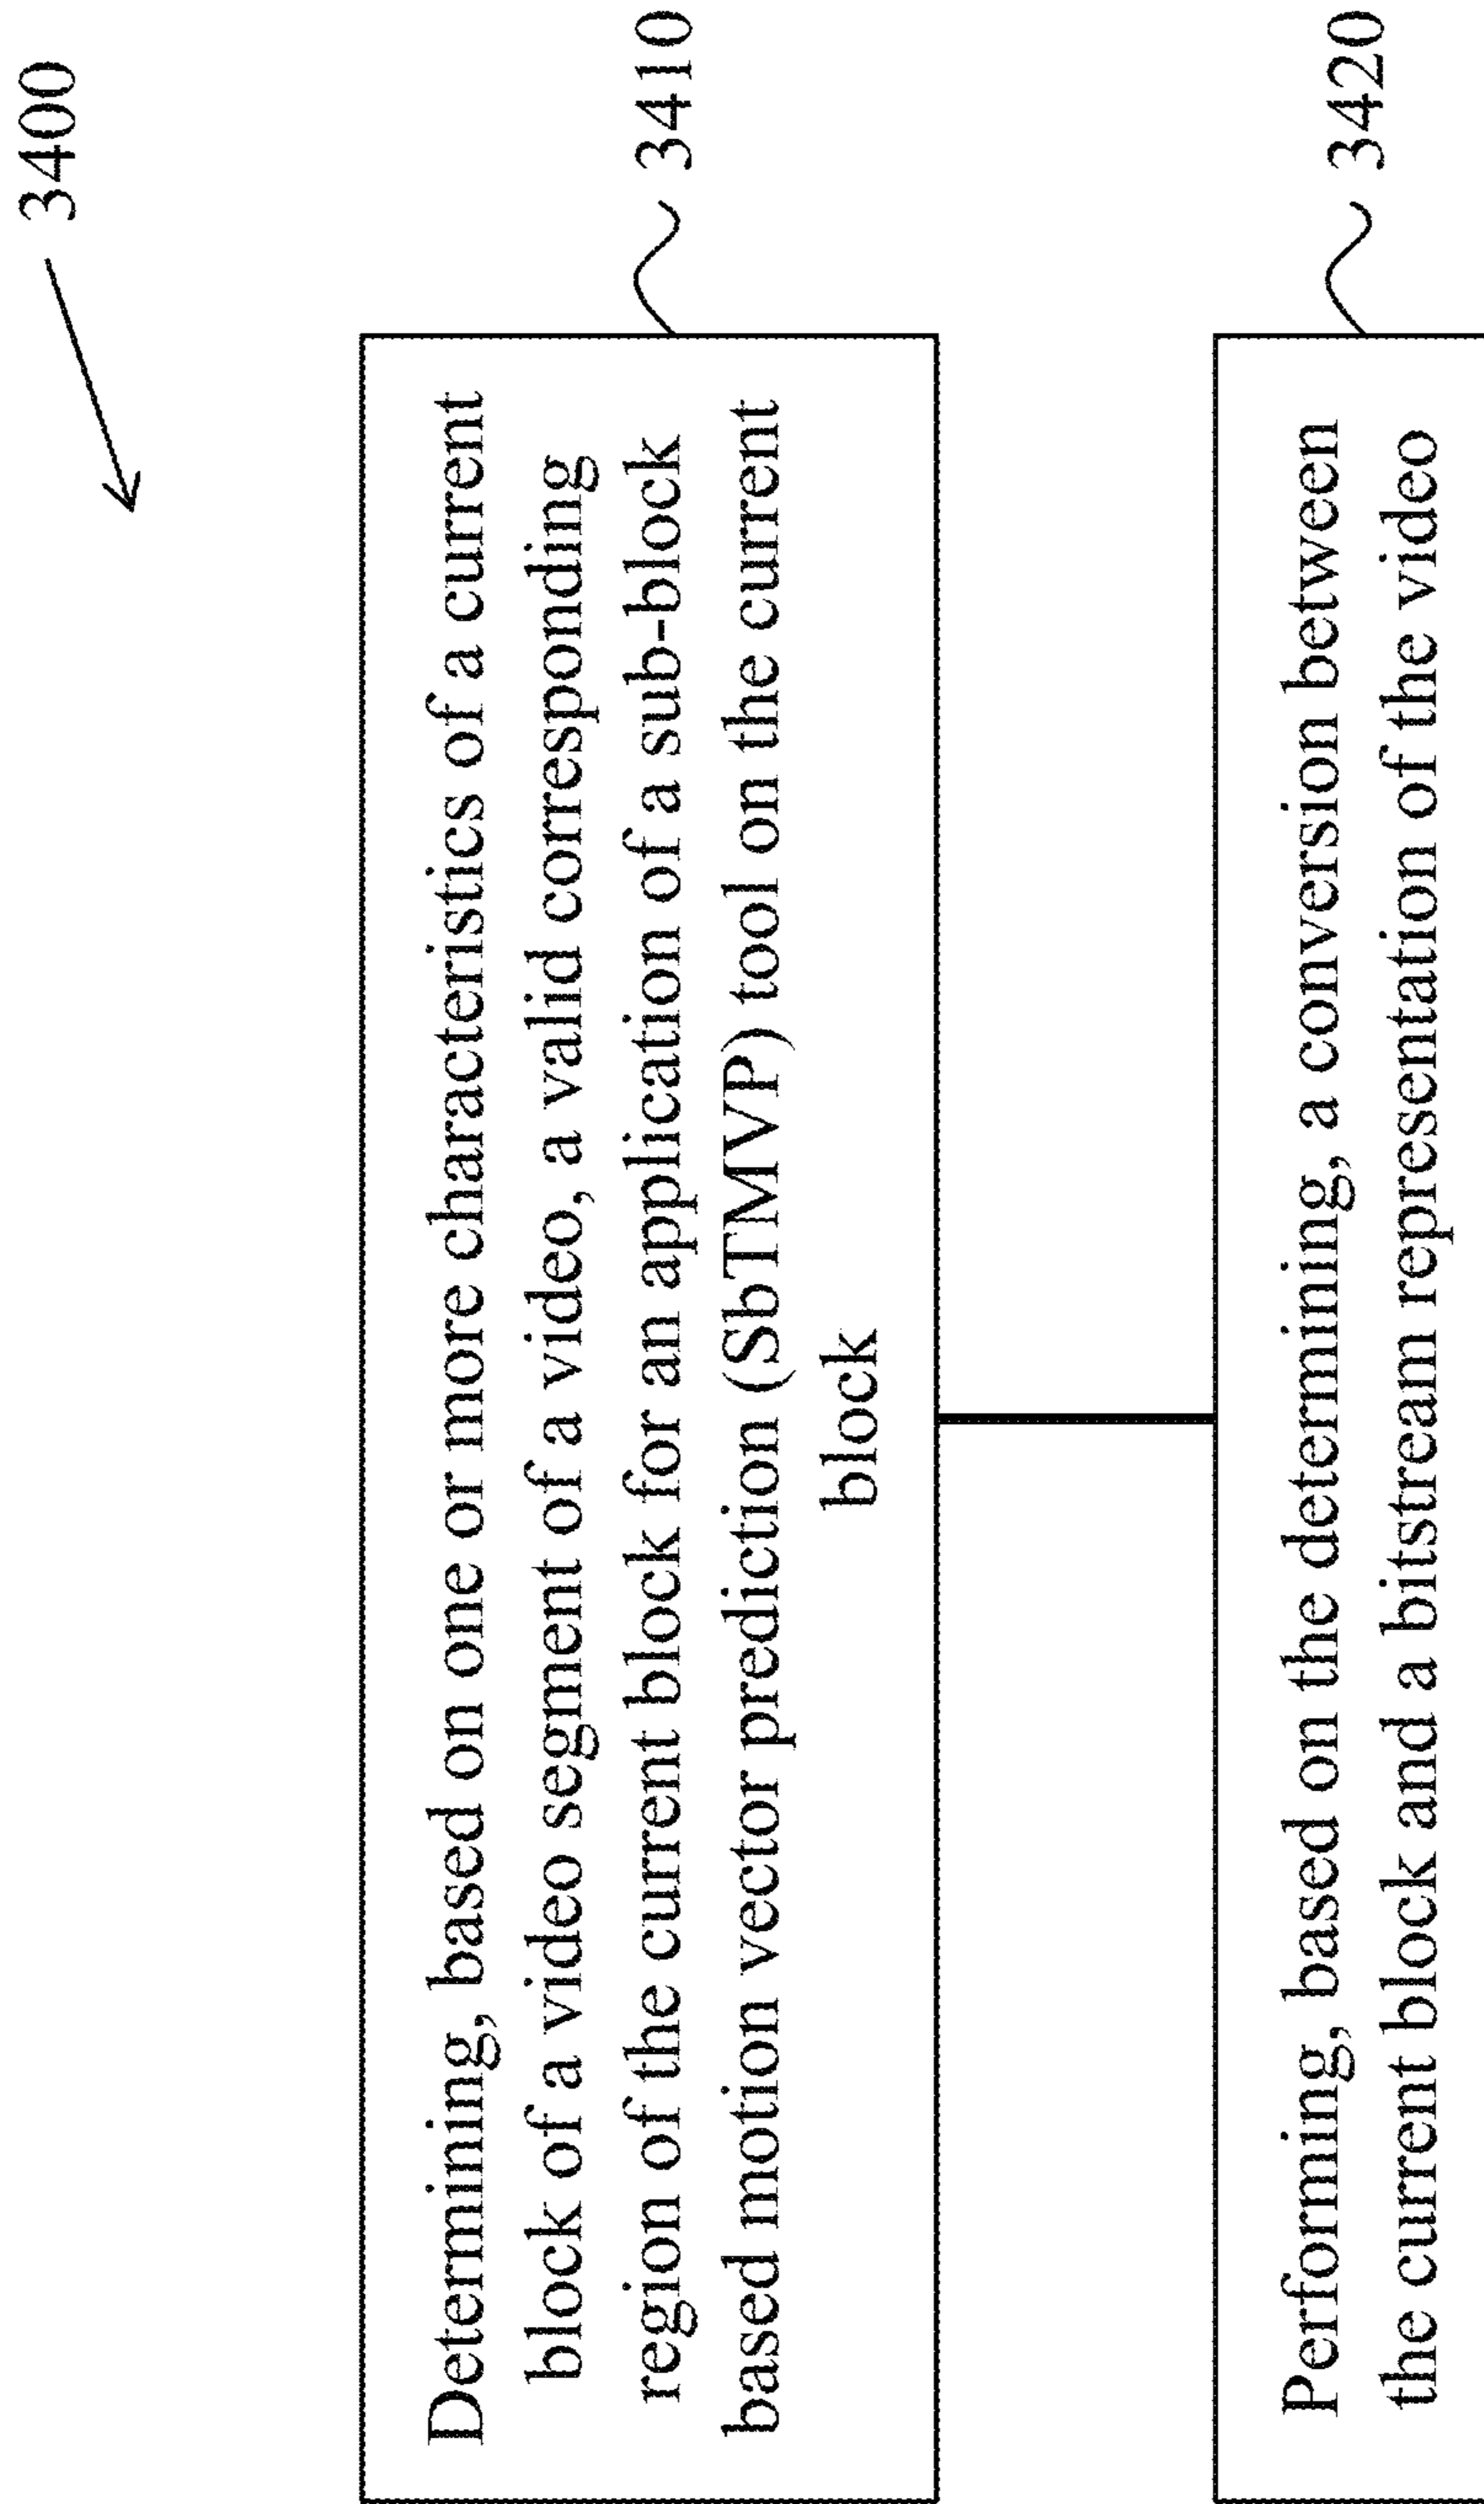 3400
Determining, based on one or more characteristics of a current
block of a video segment of a video, a valid corresponding
region of the current block for an application of a sub-block
based motion vector prediction (SbTMVP) tool on the current
block
3410
Performing, based on the determining, a conversion between
the current block and a bitstream representation of the video
3420